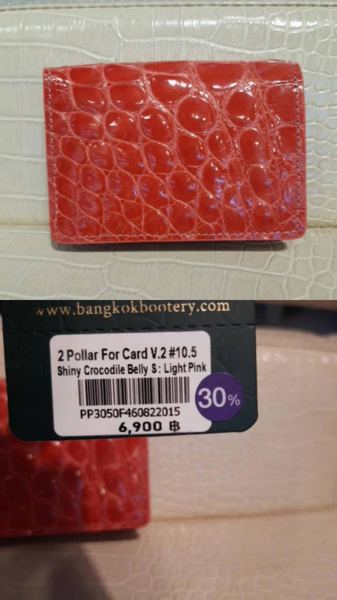 www.bangkokbootery.com
2 Pollar For Card V.2 #10.5
Shiny Crocodile Belly S : Light Pink
30%
PP3050F460822015
6,900 ฿